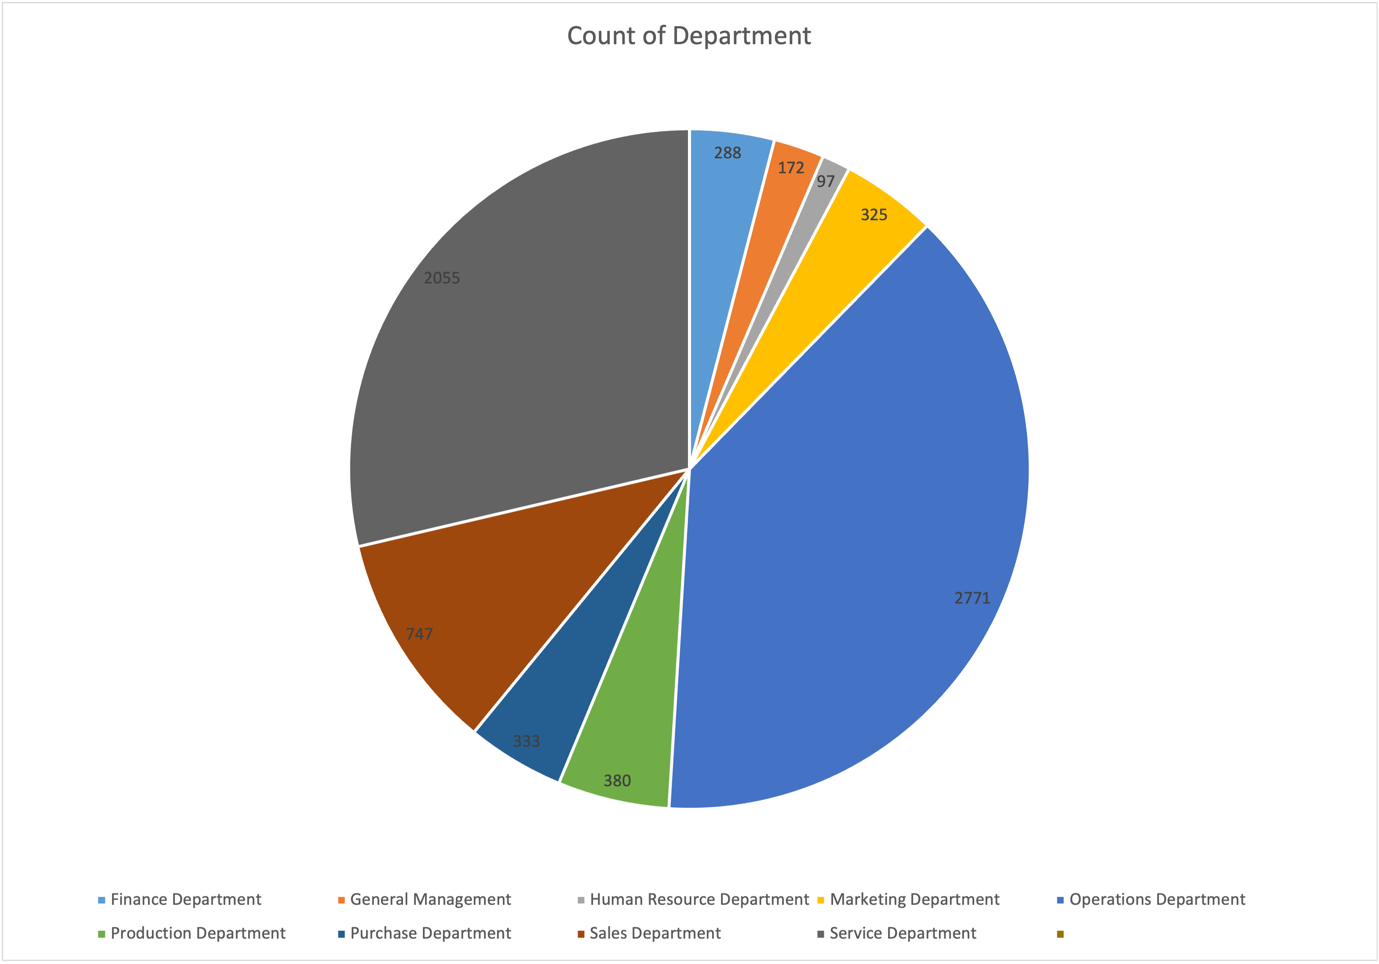 Count of Department
288
172
97
325
2055
2771
747
333
380
Finance Department
General Management
Human Resource Department
Marketing Department
Operations Department
Production Department
Purchase Department
Sales Department
Service Department